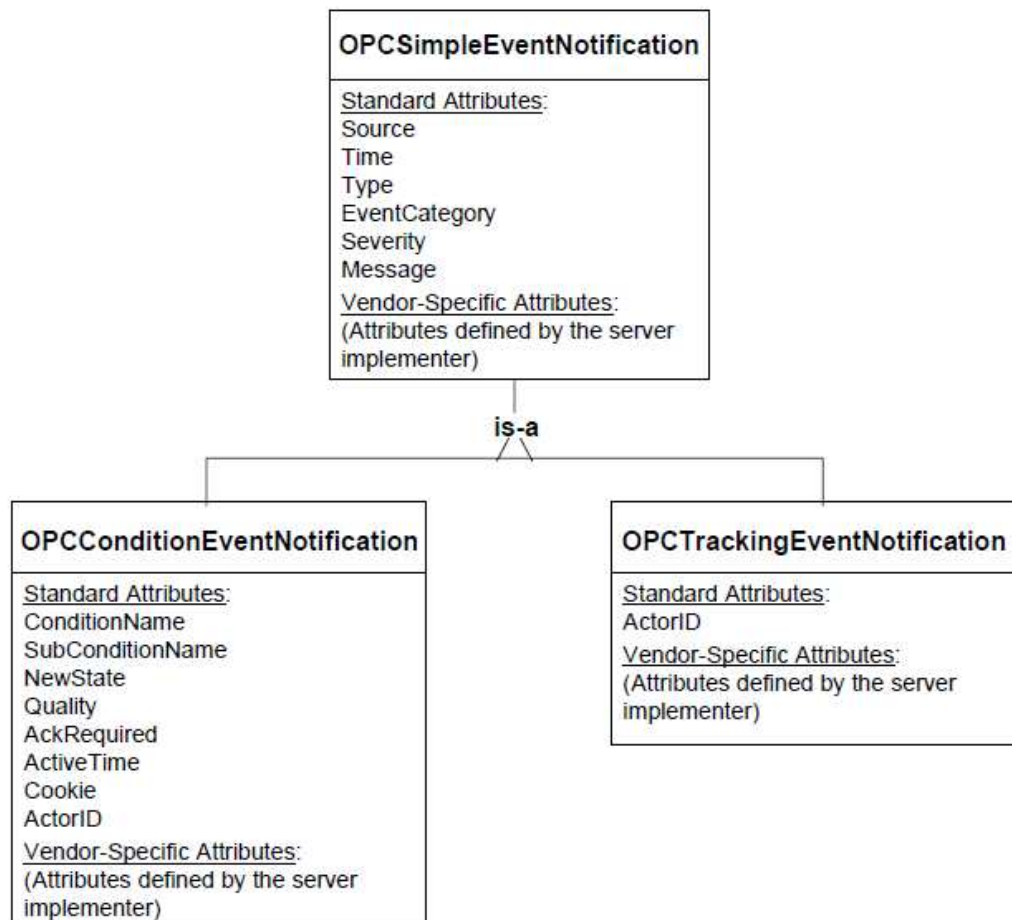 OPCSimpleEventNotification
Standard Attributes:
Source
Time
Type
EventCategory
Severity
Message
Vendor-Specific Attributes:
(Attributes defined by the server
implementer)
is-a
OPCConditionEventNotification
Standard Attributes:
ConditionName
SubConditionName
NewState
Quality
AckRequired
ActiveTime
Cookie
ActorID
Vendor-Specific Attributes:
(Attributes defined by the server
implementer)
OPCTrackingEventNotification
Standard Attributes:
ActorID
Vendor-Specific Attributes:
(Attributes defined by the server
implementer)